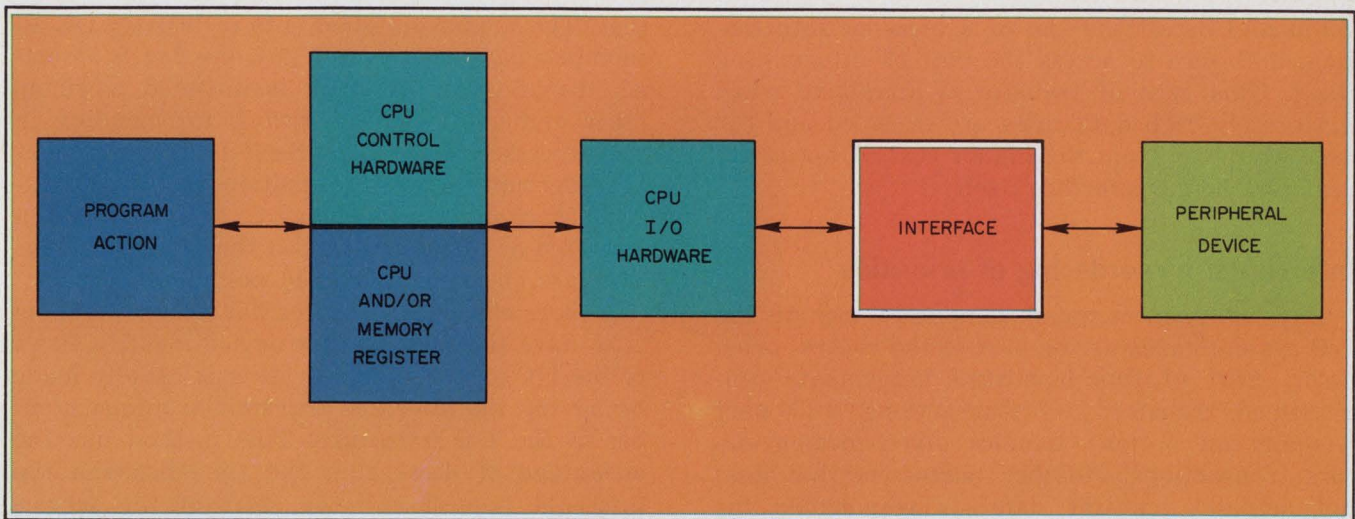 PROGRAM
ACTION
CPU
CONTROL
HARDWARE
CPU
AND/OR
MEMORY
REGISTER
CPU
I/O
HARDWARE
INTERFACE
PERIPHERAL
DEVICE